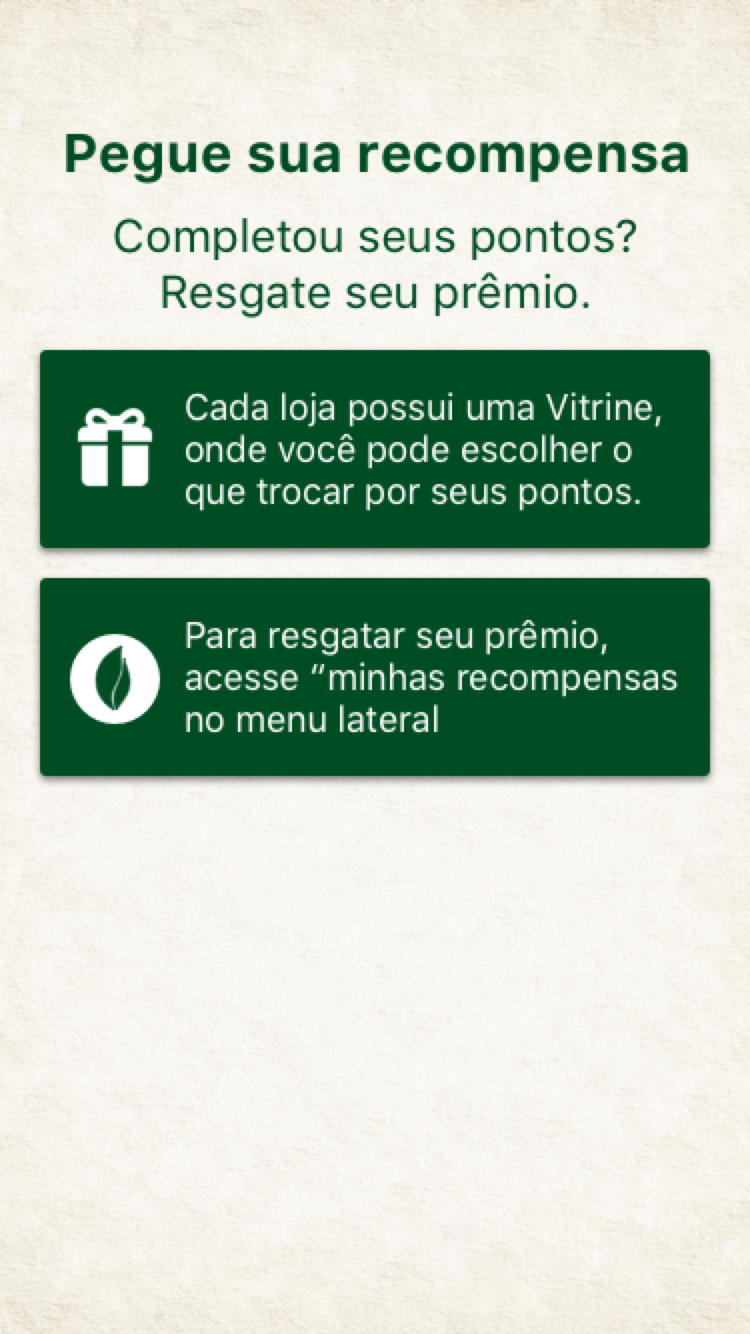 Pegue sua recompensa
Completou seus pontos?
Resgate seu prêmio.
Cada loja possui uma Vitrine,
onde você pode escolher o
que trocar por seus pontos.
Para resgatar seu prêmio,
acesse “minhas recompensas
no menu lateral